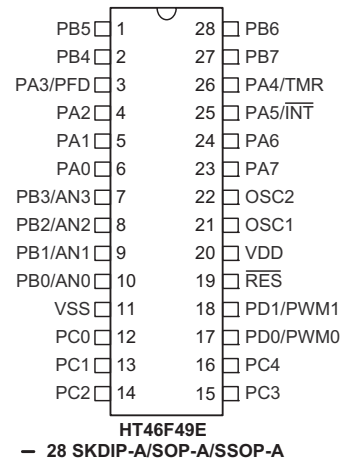 PB5 1 28 PB6
PB4 2 27 PB7
PA3/PFD 3 26 PA4/TMR
PA2 4 25 PA5/INT
PA1 5 24 PA6
PA0 6 23 PA7
PB3/AN3 7 22 OSC2
PB2/AN2 8 21 OSC1
PB1/AN1 9 20 VDD
PB0/AN0 10 19 RES
VSS 11 18 PD1/PWM1
PC0 12 17 PD0/PWM0
PC1 13 16 PC4
PC2 14 15 PC3
HT46F49E
– 28 SKDIP-A/SOP-A/SSOP-A